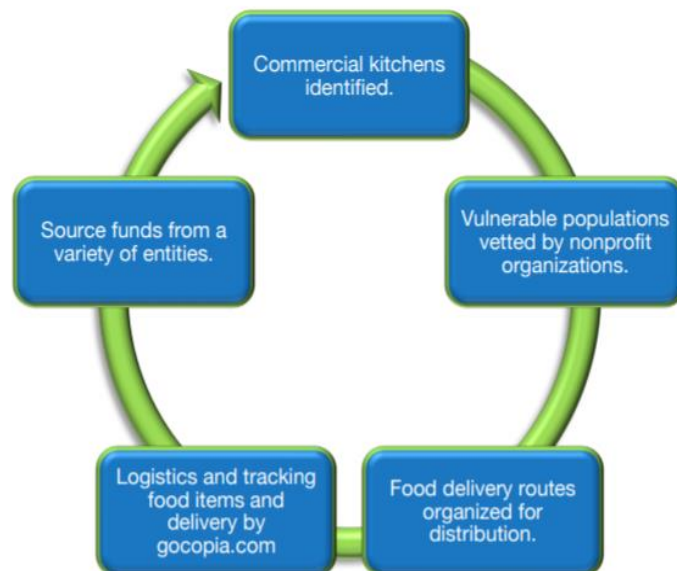 Commercial kitchens
identified.
Vulnerable populations
vetted by nonprofit
organizations.
Food delivery routes
organized for
distribution.
Logistics and tracking
food items and
delivery by
gocopia.com
Source funds from a
variety of entities.